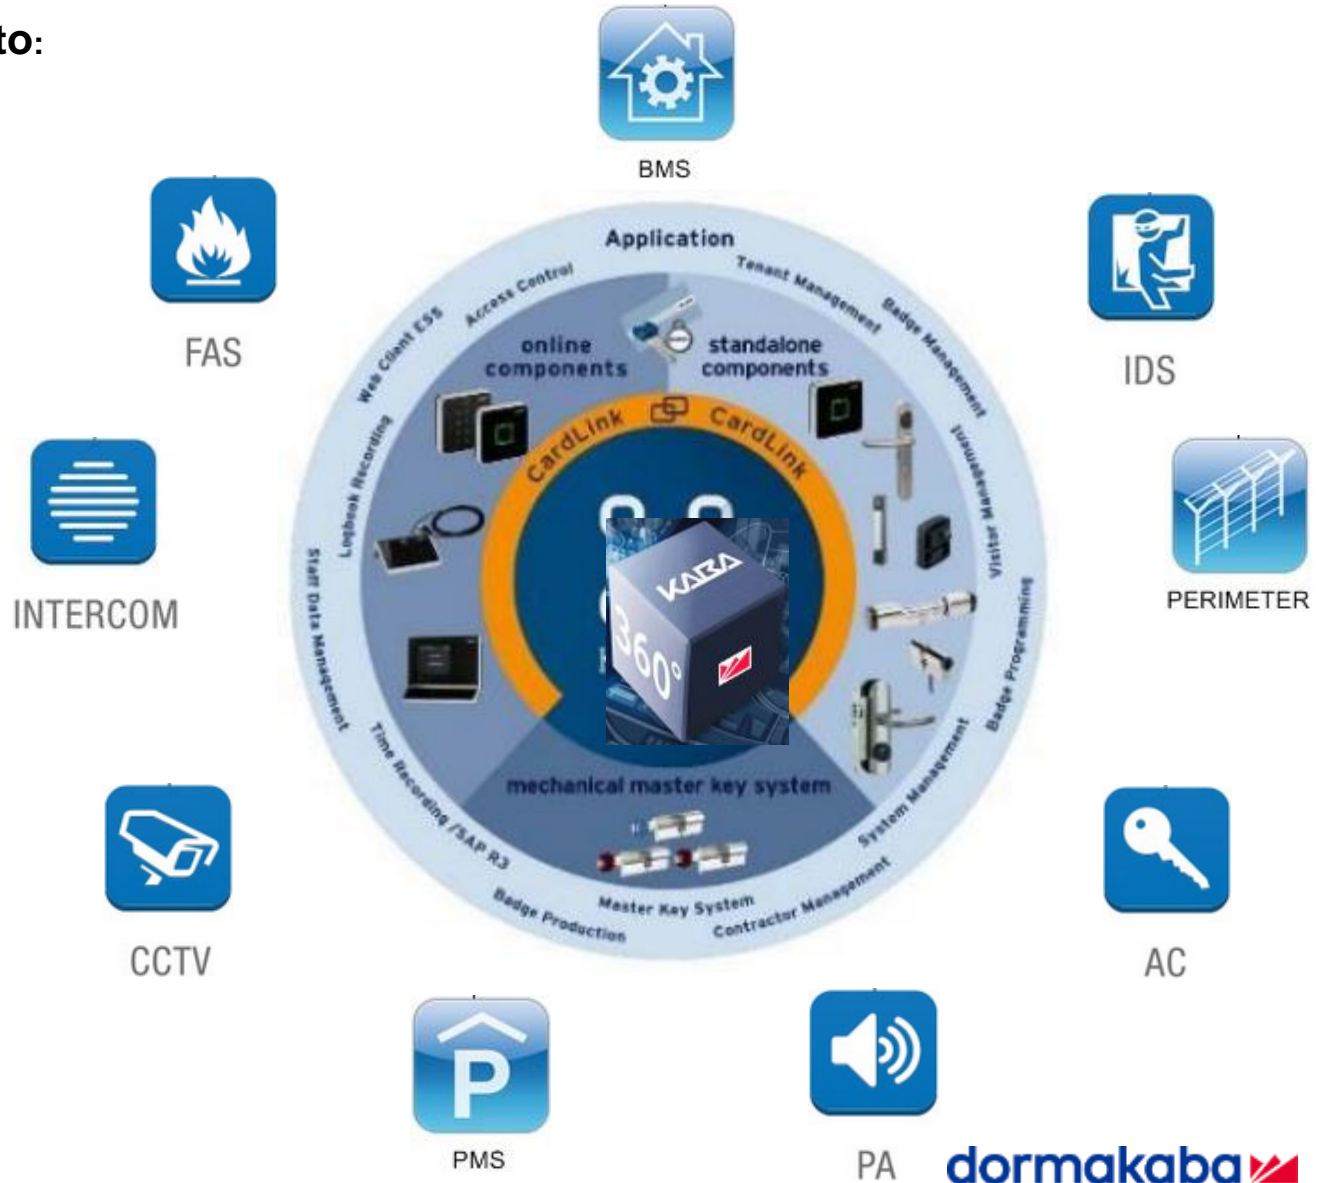 to:
BMS
FAS
IDS
INTERCOM
PERIMETER
CCTV
AC
PMS
PA
Application
Access Control
Tenant Management
Web Client ESS
Badge Management
Logbook Recording
Visitor Management
Staff Data Management
Badge Programing
Time Recording /SAP R3
System Management
Badge Production
Master Key System
Contractor Management
online
components
standalone
components
CardLink
CardLink
KABA
360°
mechanical master key system
dormakaba